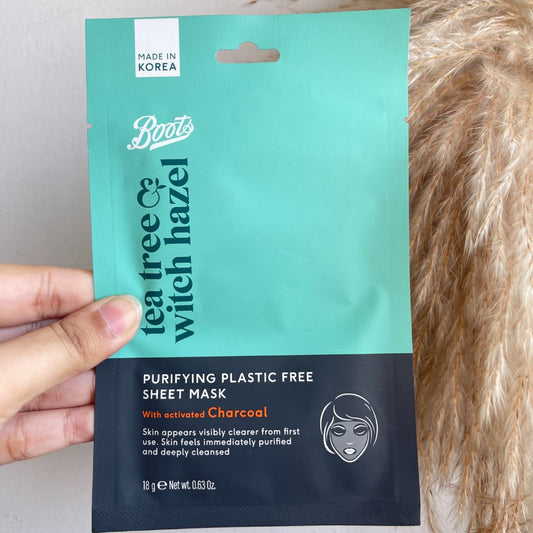 MADE IN
KOREA
Boots
tea tree &
witch hazel
PURIFYING PLASTIC FREE
SHEET MASK
With activated Charcoal
Skin appears visibly clearer from first
use. Skin feels immediately purified
and deeply cleansed
18 g ℮ Net wt. 0.63 Oz.